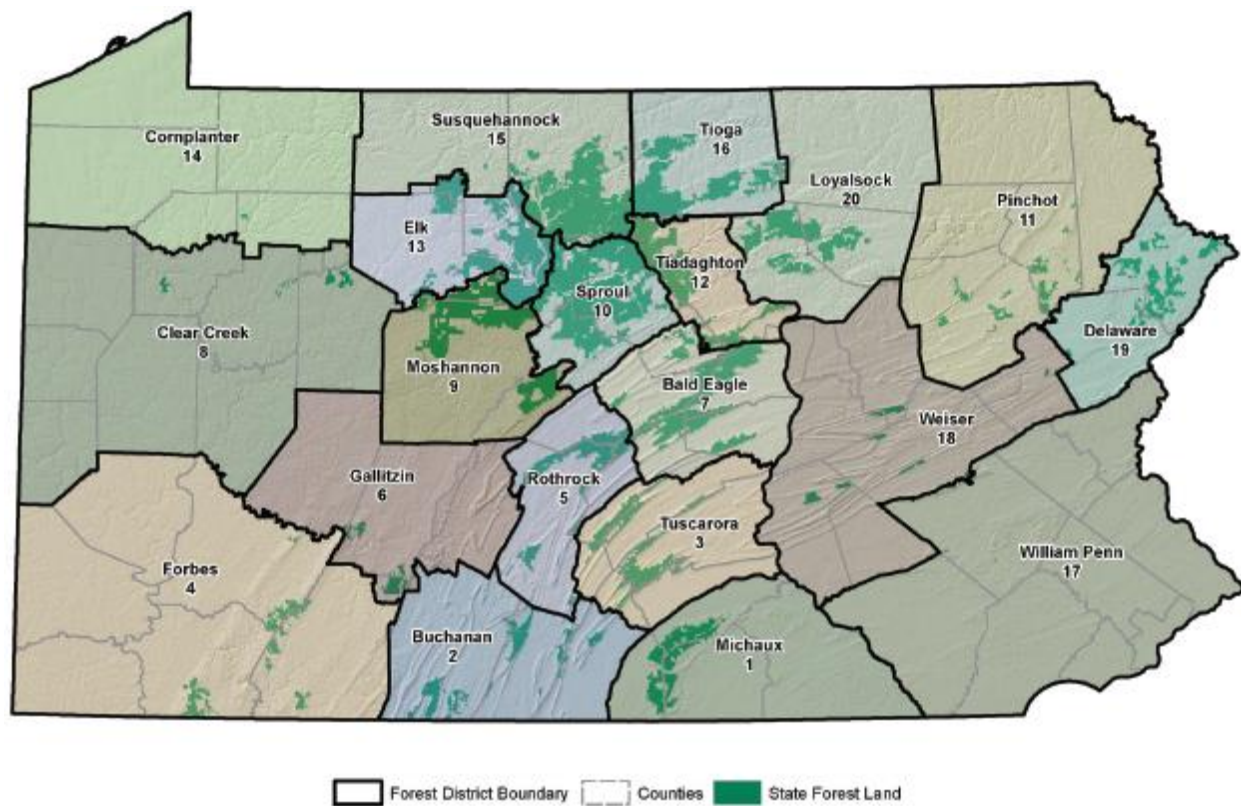 Cornplanter
14
Susquehannock
15
Tioga
16
Loyalsock
20
Pinchot
11
Elk
13
Tiadaghton
12
Sproul
10
Clear Creek
8
Moshannon
9
Delaware
19
Bald Eagle
7
Weiser
18
Gallitzin
6
Rothrock
5
Tuscarora
3
William Penn
17
Forbes
4
Buchanan
2
Michaux
1
Forest District Boundary
Counties
State Forest Land